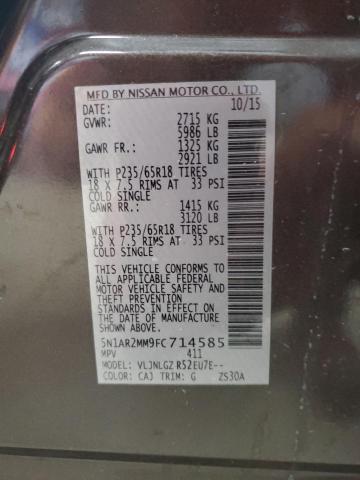 MFD BY NISSAN MOTOR CO., LTD.
DATE: 10/15
GVWR: 2715 KG
5986 LB
GAWR FR.: 1325 KG
2921 LB
WITH P235/65R18 TIRES
18 X 7.5 RIMS AT 33 PSI
COLD SINGLE
GAWR RR.: 1415 KG
3120 LB
WITH P235/65R18 TIRES
18 X 7.5 RIMS AT 33 PSI
COLD SINGLE
THIS VEHICLE CONFORMS TO
ALL APPLICABLE FEDERAL
MOTOR VEHICLE SAFETY
STANDARDS IN EFFECT ON
THE DATE OF MANUFACTURE
SHOWN ABOVE.
5N1AR2MM9FC714585
MPV 411
MODEL: VLJNLGZ R52EU7E--
COLOR: CAJ TRIM: G ZS30A